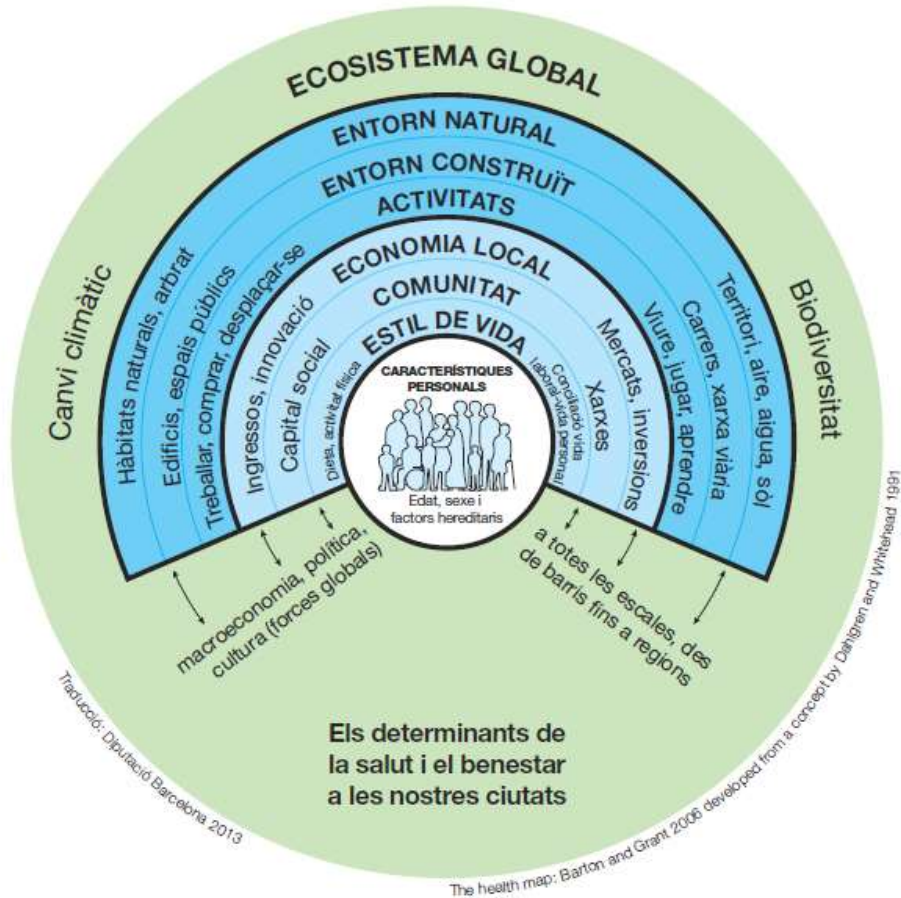 ECOSISTEMA GLOBAL
Canvi climàtic
Biodiversitat
ENTORN NATURAL
Hàbitats naturals, arbrat
Territori, aire, aigua, sòl
ENTORN CONSTRUÏT
Edificis, espais públics
Carrers, xarxa viària
ACTIVITATS
Treballar, comprar, desplaçar-se
Viure, jugar, aprendre
ECONOMIA LOCAL
Ingressos, innovació
Mercats, inversions
COMUNITAT
Capital social
Xarxes
ESTIL DE VIDA
Dieta, activitat física
Conciliació vida
laboral-vida personal
CARACTERÍSTIQUES
PERSONALS
Edat, sexe i
factors hereditaris
macroeconomia, política,
cultura (forces globals)
a totes les escales, des
de barris fins a regions
Els determinants de
la salut i el benestar
a les nostres ciutats
Traducció: Diputació Barcelona 2013
The health map: Barton and Grant 2006 developed from a concept by Dahlgren and Whitehead 1991